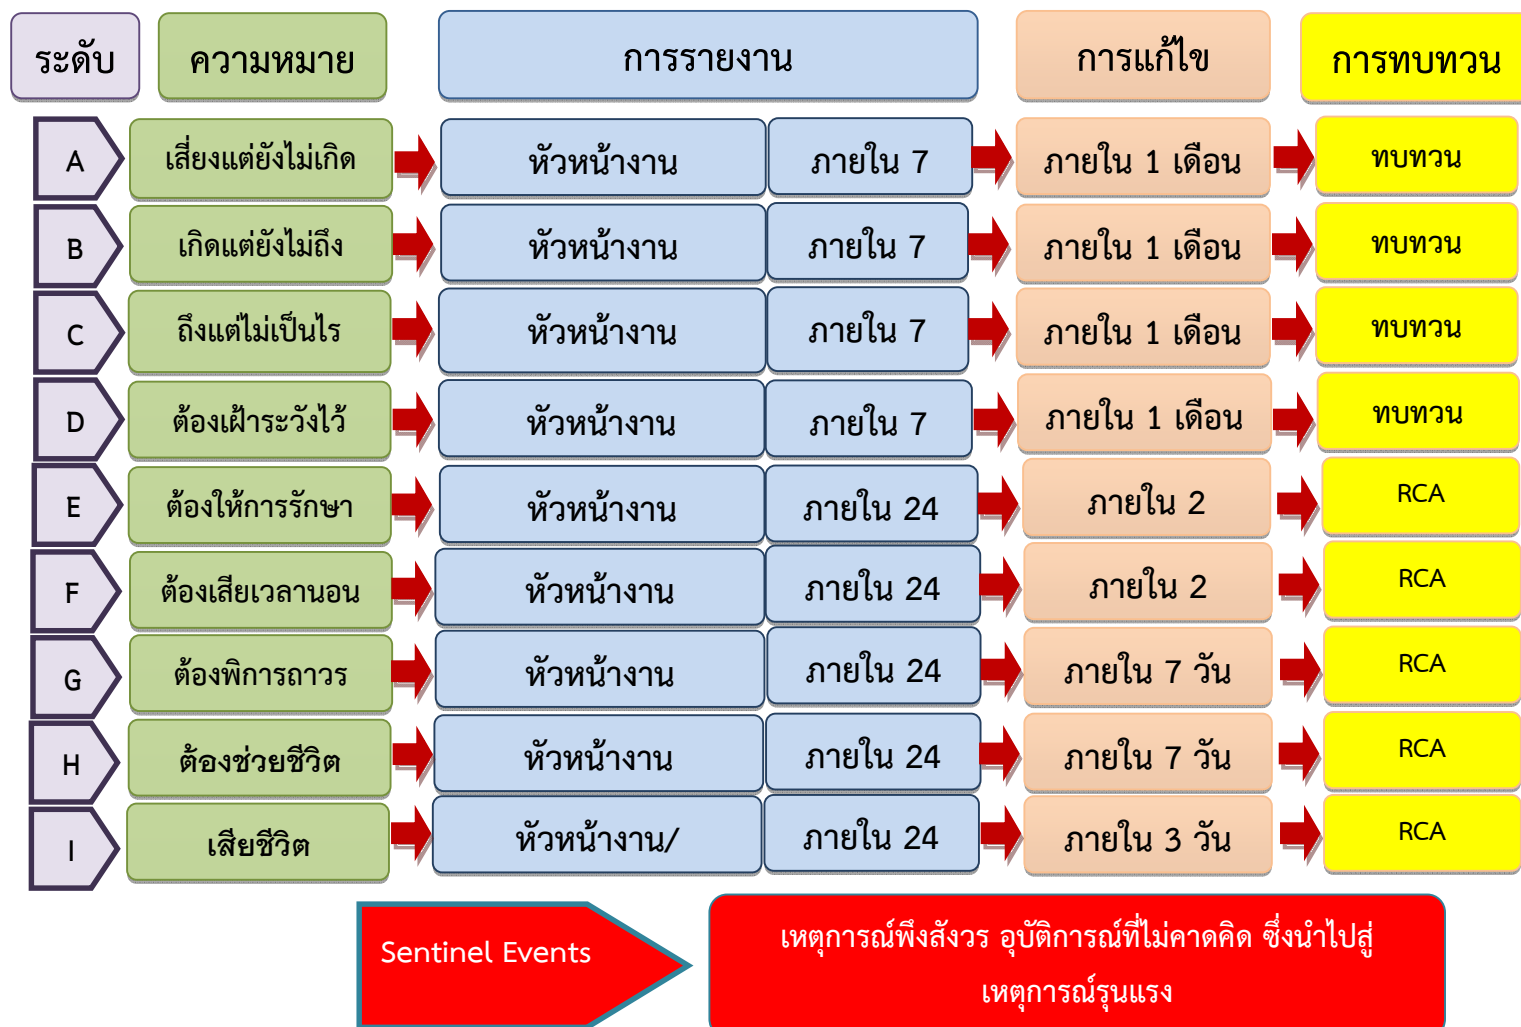 ระดับ ความหมาย การรายงาน การแก้ไข การทบทวน
A เสี่ยงแต่ยังไม่เกิด หัวหน้างาน ภายใน 7 ภายใน 1 เดือน ทบทวน
B เกิดแต่ยังไม่ถึง หัวหน้างาน ภายใน 7 ภายใน 1 เดือน ทบทวน
C ถึงแต่ไม่เป็นไร หัวหน้างาน ภายใน 7 ภายใน 1 เดือน ทบทวน
D ต้องเฝ้าระวังไว้ หัวหน้างาน ภายใน 7 ภายใน 1 เดือน ทบทวน
E ต้องให้การรักษา หัวหน้างาน ภายใน 24 ภายใน 2 RCA
F ต้องเสียเวลานอน หัวหน้างาน ภายใน 24 ภายใน 2 RCA
G ต้องพิการถาวร หัวหน้างาน ภายใน 24 ภายใน 7 วัน RCA
H ต้องช่วยชีวิต หัวหน้างาน ภายใน 24 ภายใน 7 วัน RCA
I เสียชีวิต หัวหน้างาน/ ภายใน 24 ภายใน 3 วัน RCA
Sentinel Events เหตุการณ์พึงสังวร อุบัติการณ์ที่ไม่คาดคิด ซึ่งนำไปสู่
เหตุการณ์รุนแรง